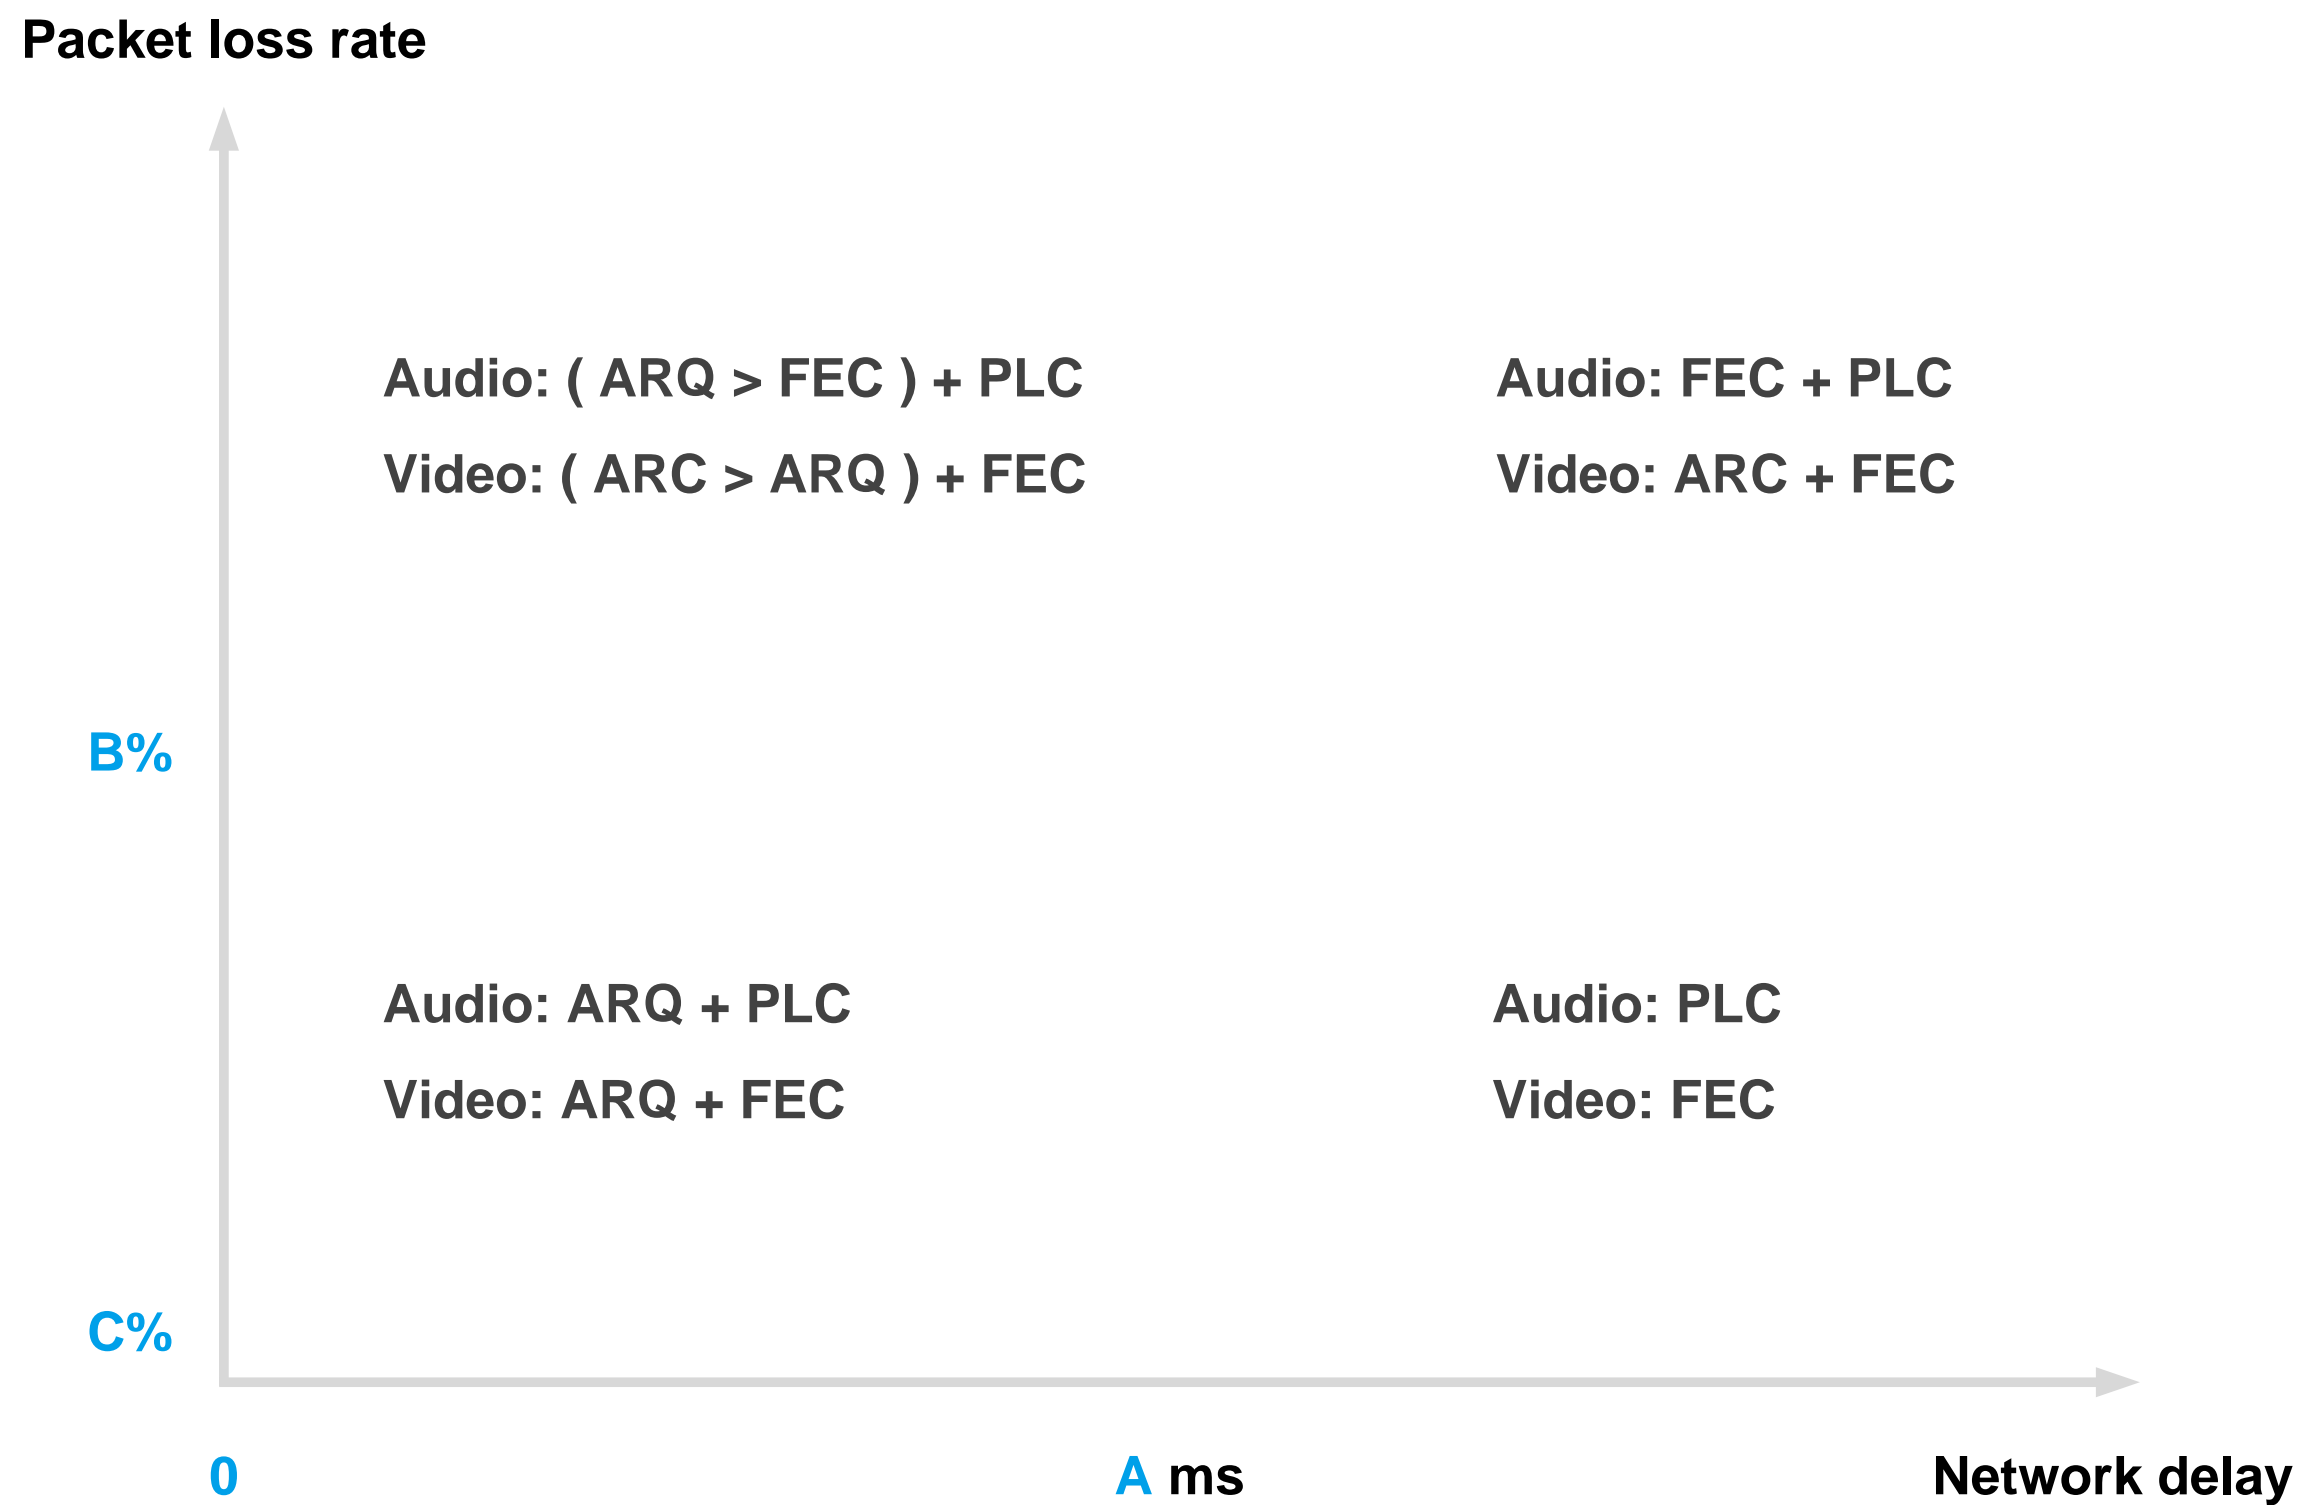 Packet loss rate
Audio: ( ARQ > FEC ) + PLC
Audio: FEC + PLC
Video: ( ARC > ARQ ) + FEC
Video: ARC + FEC
B%
Audio: ARQ + PLC
Audio: PLC
Video: ARQ + FEC
Video: FEC
C%
0
A ms
Network delay